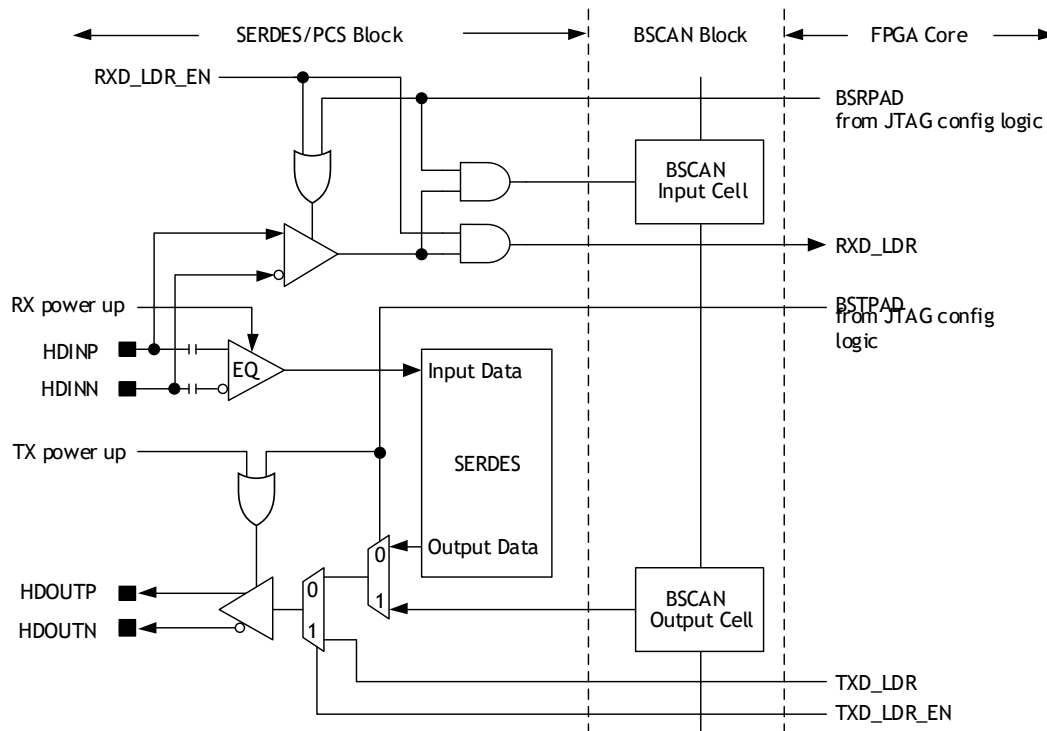 SERDES/PCS Block
BSCAN Block
FPGA Core
RXD_LDR_EN
BSRPAD
from JTAG config logic
BSCAN
Input Cell
RXD_LDR
RX power up
BSTPAD
from JTAG config
logic
HDINP
EQ
Input Data
HDINN
TX power up
SERDES
0
Output Data
HDOUTP
0
1
BSCAN
Output Cell
HDOUTN
1
TXD_LDR
TXD_LDR_EN